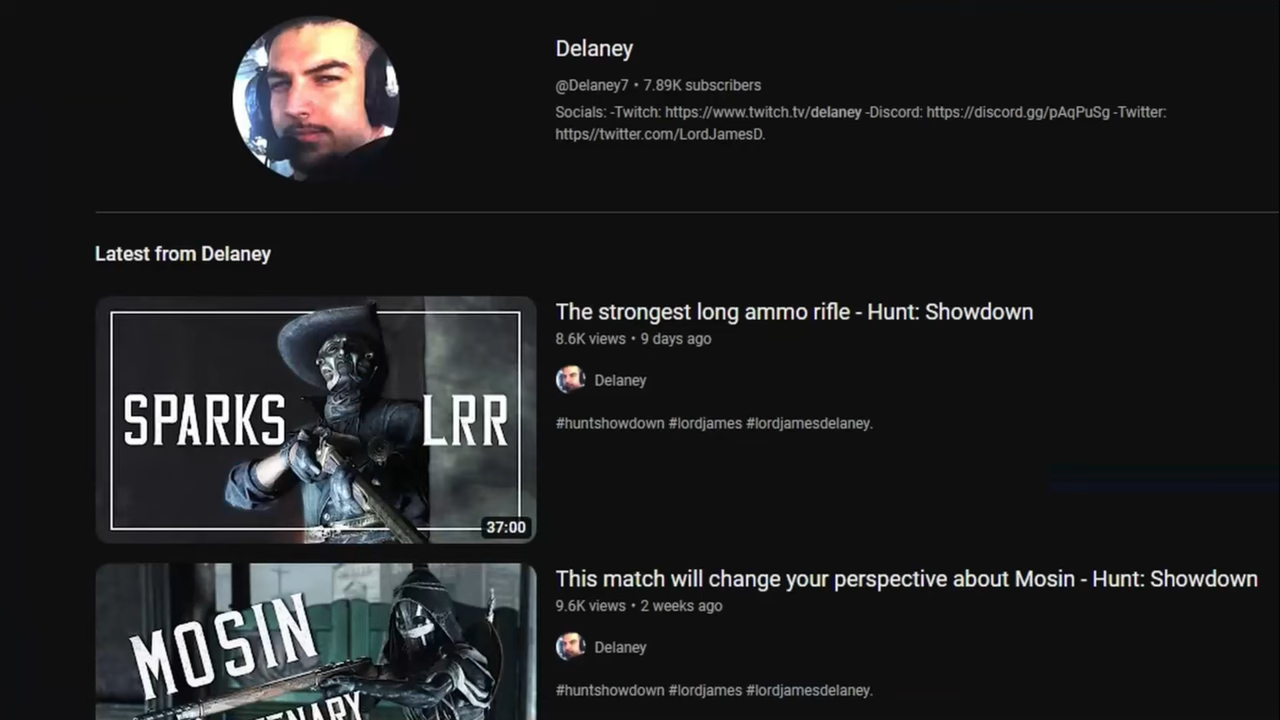 Delaney
@Delaney7 • 7.89K subscribers
Socials: -Twitch: https://www.twitch.tv/delaney -Discord: https://discord.gg/pAqPuSg -Twitter:
https//twitter.com/LordJamesD.
Latest from Delaney
SPARKS LRR
37:00
The strongest long ammo rifle - Hunt: Showdown
8.6K views • 9 days ago
Delaney
#huntshowdown #lordjames #lordjamesdelaney.
MOSIN
This match will change your perspective about Mosin - Hunt: Showdown
9.6K views • 2 weeks ago
Delaney
#huntshowdown #lordjames #lordjamesdelaney.